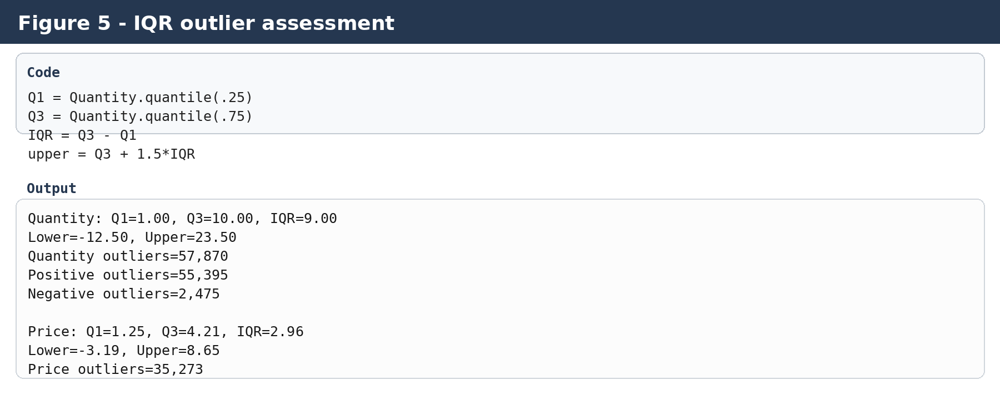 Figure 5 - IQR outlier assessment
Code
Q1 = Quantity.quantile(.25)
Q3 = Quantity.quantile(.75)
IQR = Q3 - Q1
upper = Q3 + 1.5*IQR
Output
Quantity: Q1=1.00, Q3=10.00, IQR=9.00
Lower=-12.50, Upper=23.50
Quantity outliers=57,870
Positive outliers=55,395
Negative outliers=2,475
Price: Q1=1.25, Q3=4.21, IQR=2.96
Lower=-3.19, Upper=8.65
Price outliers=35,273